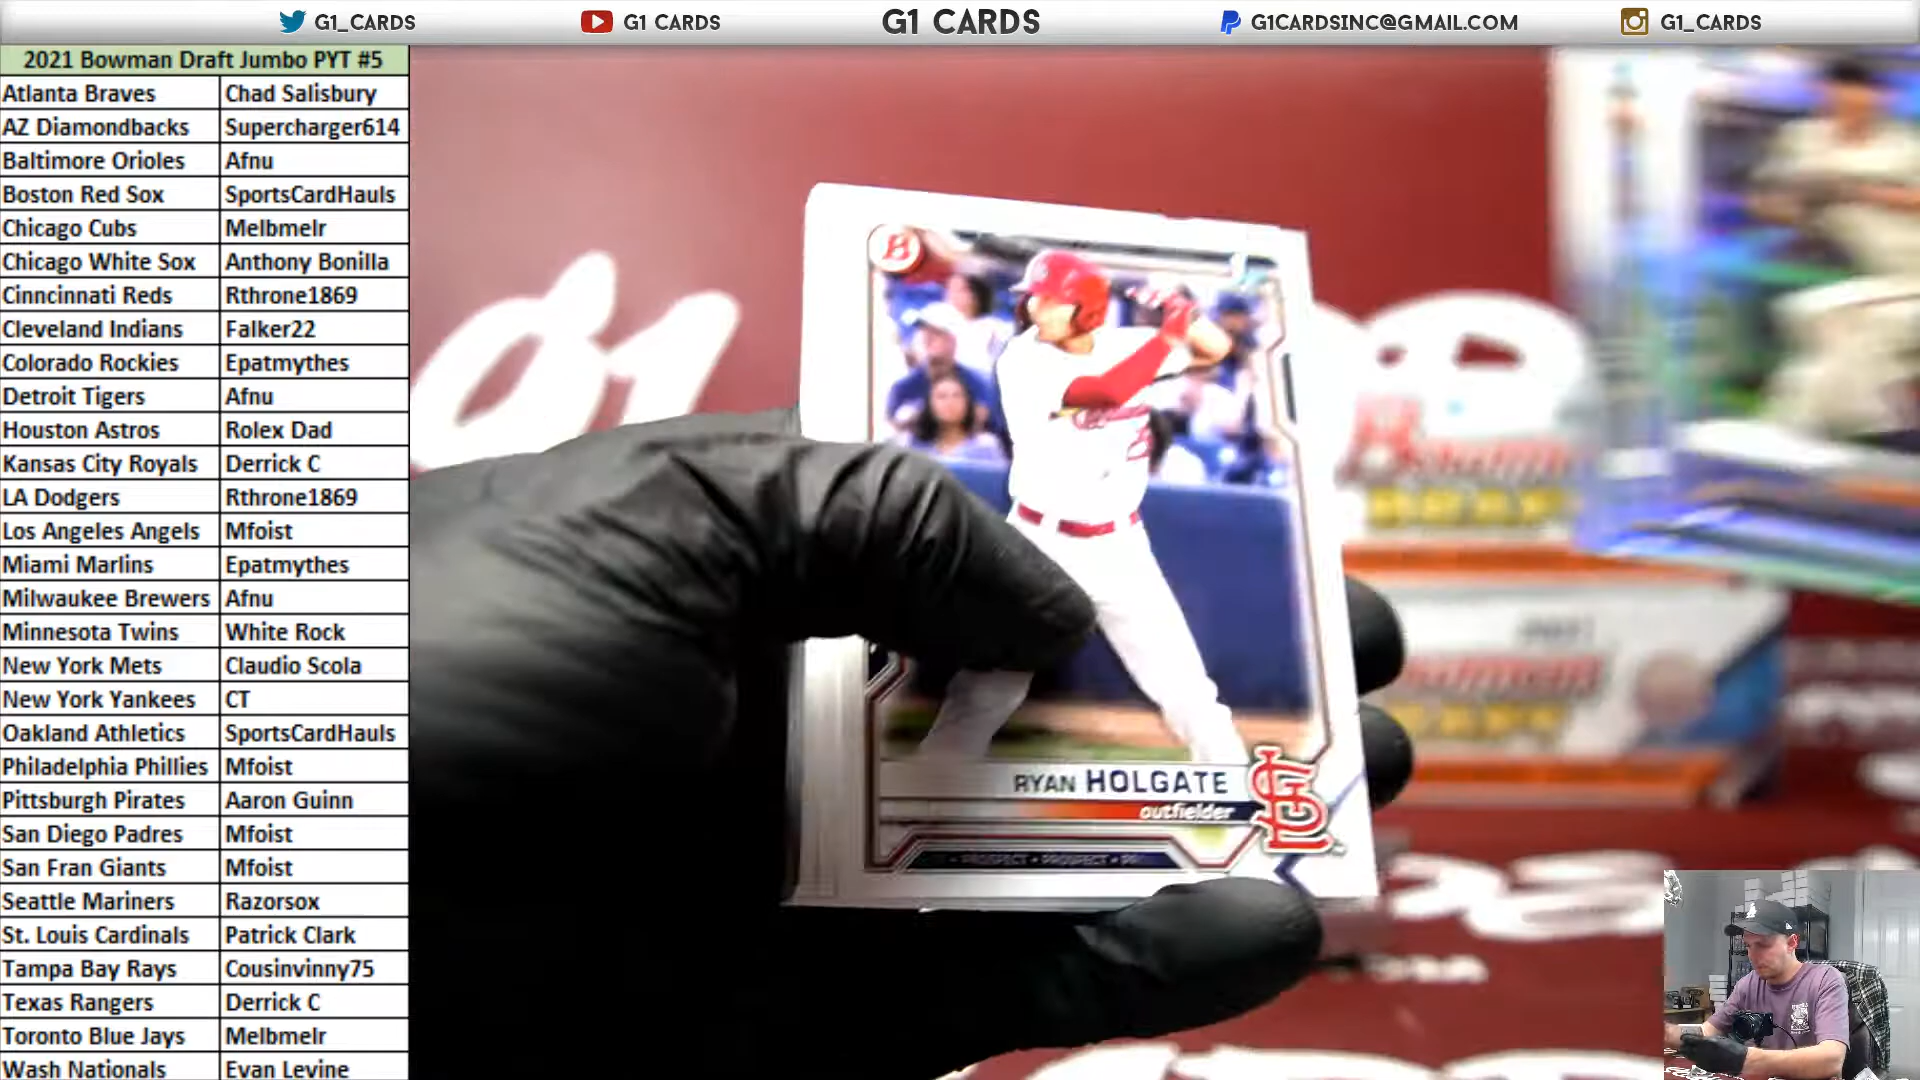 G1_CARDS
G1 CARDS
G1 CARDS
G1CARDSINC@GMAIL.COM
G1_CARDS
2021 Bowman Draft Jumbo PYT #5
Atlanta Braves Chad Salisbury
AZ Diamondbacks Supercharger614
Baltimore Orioles Afnu
Boston Red Sox SportsCardHauls
Chicago Cubs Melbmelr
Chicago White Sox Anthony Bonilla
Cinncinnati Reds Rthrone1869
Cleveland Indians Falker22
Colorado Rockies Epatmythes
Detroit Tigers Afnu
Houston Astros Rolex Dad
Kansas City Royals Derrick C
LA Dodgers Rthrone1869
Los Angeles Angels Mfoist
Miami Marlins Epatmythes
Milwaukee Brewers Afnu
Minnesota Twins White Rock
New York Mets Claudio Scola
New York Yankees CT
Oakland Athletics SportsCardHauls
Philadelphia Phillies Mfoist
Pittsburgh Pirates Aaron Guinn
San Diego Padres Mfoist
San Fran Giants Mfoist
Seattle Mariners Razorsox
St. Louis Cardinals Patrick Clark
Tampa Bay Rays Cousinvinny75
Texas Rangers Derrick C
Toronto Blue Jays Melbmelr
Wash Nationals Evan Levine
g1
B
RYAN HOLGATE
outfielder
PROSPECT • PROSPECT • PR
STL